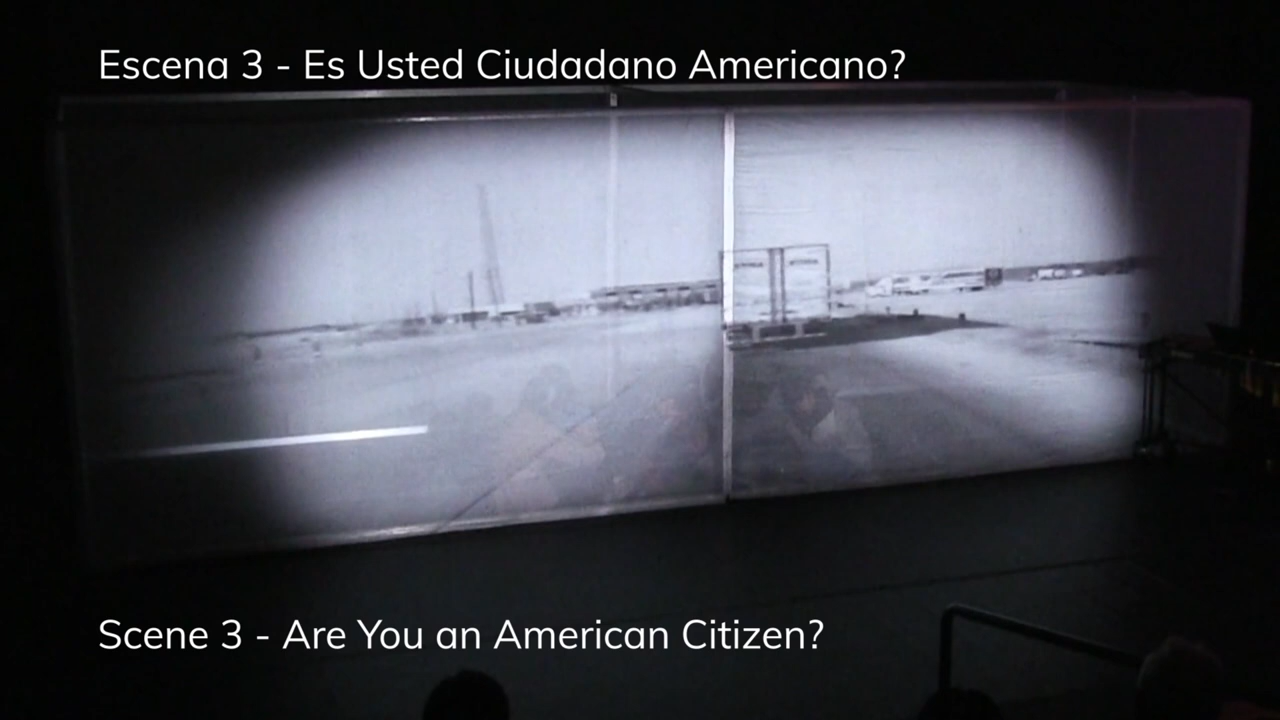 Escena 3 - Es Usted Ciudadano Americano?
Scene 3 - Are You an American Citizen?